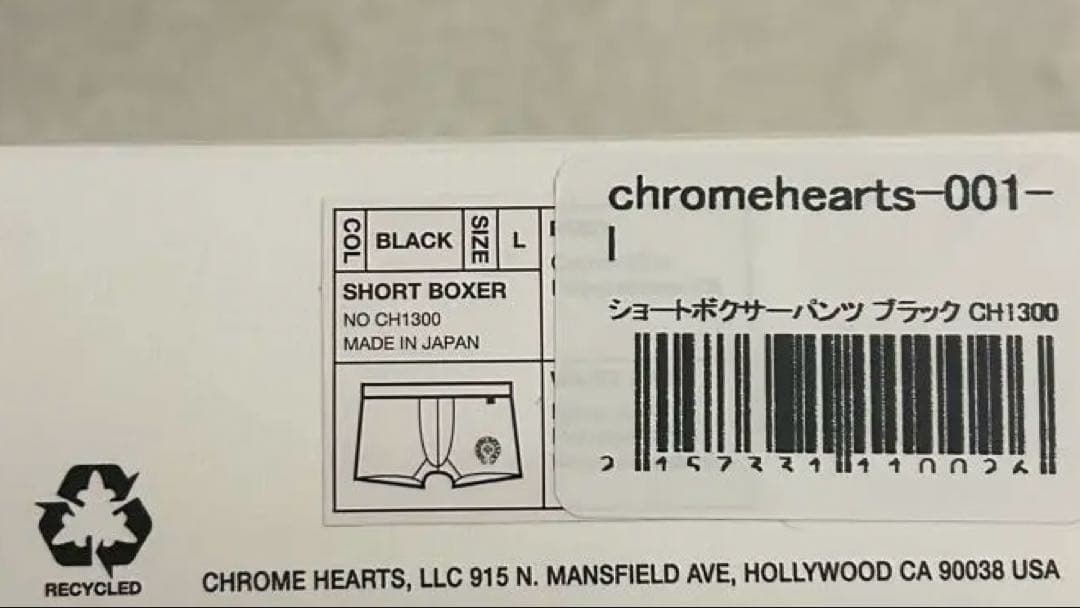 chromehearts-001-
l
ショートボクサーパンツ ブラック CH1300
COL BLACK SIZE L
SHORT BOXER
NO CH1300
MADE IN JAPAN
RECYCLED
CHROME HEARTS, LLC 915 N. MANSFIELD AVE, HOLLYWOOD CA 90038 USA